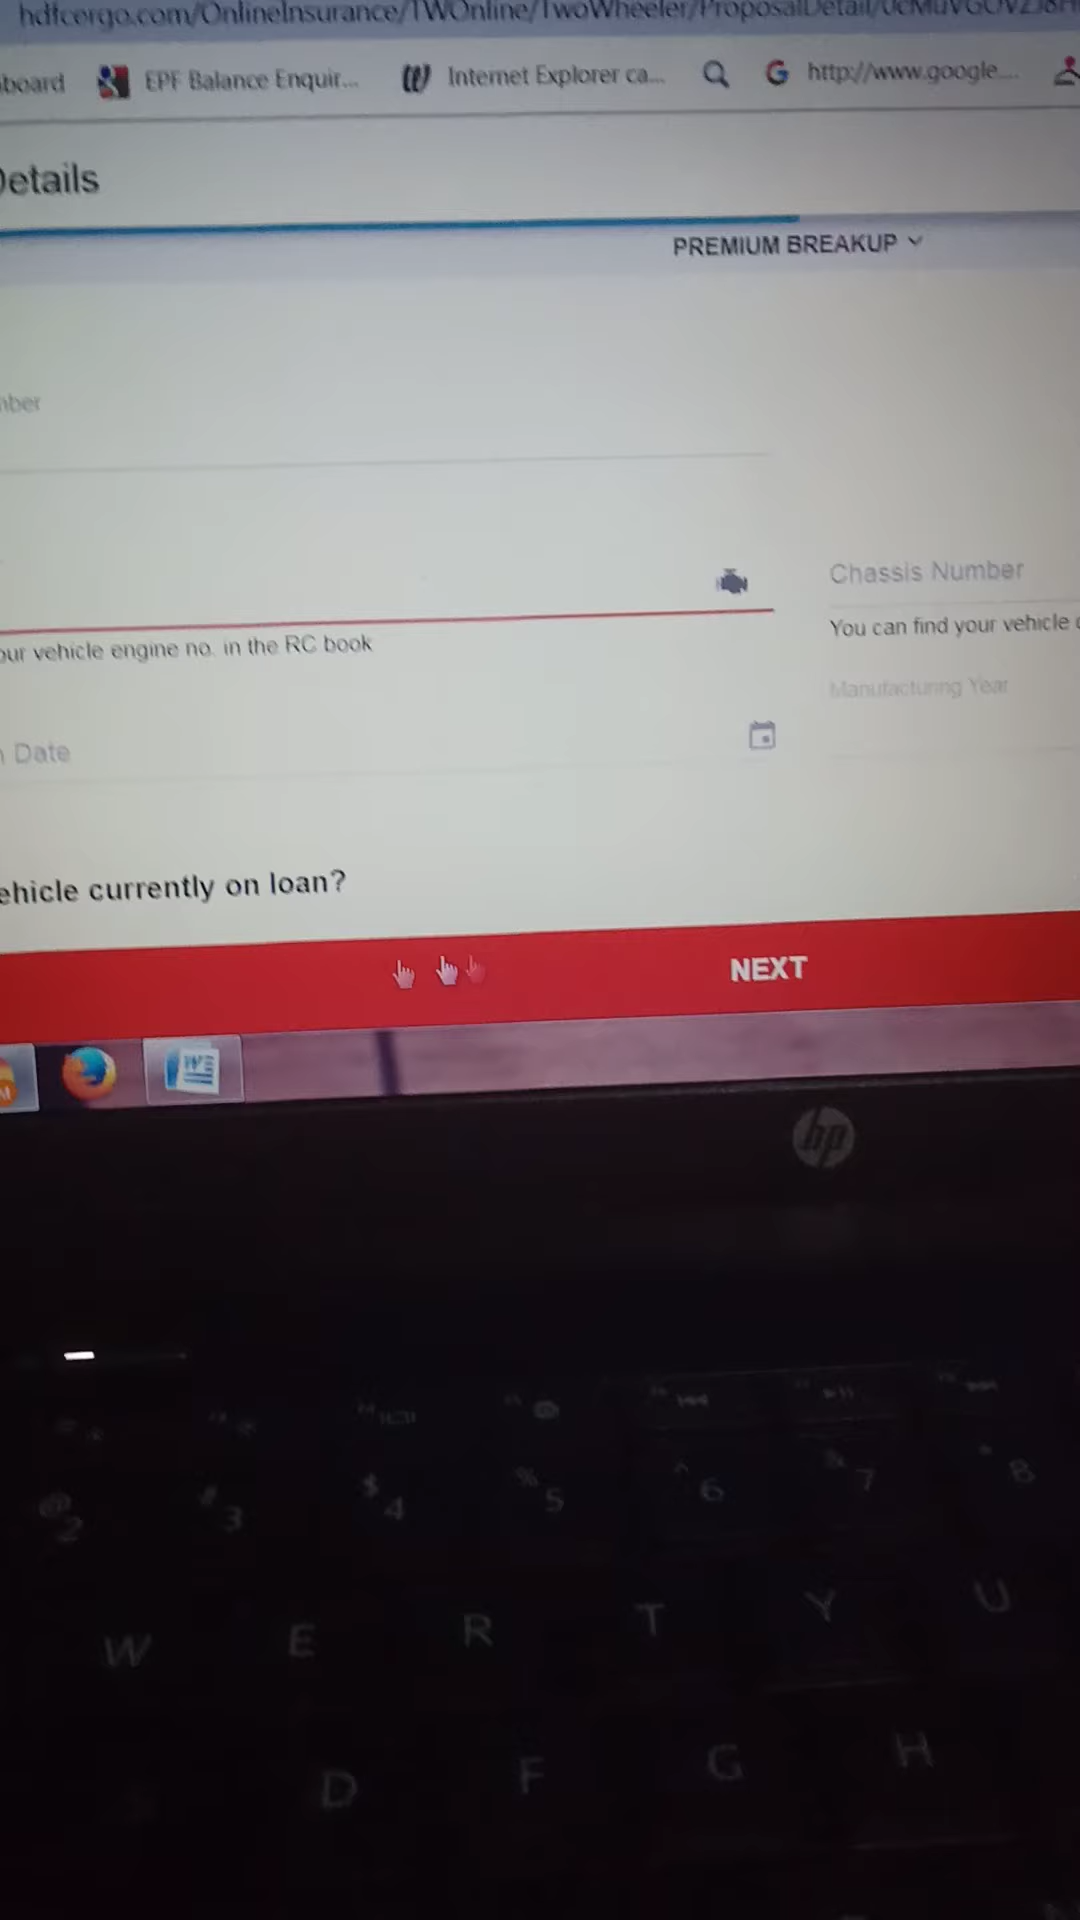 hdfcergo.com/OnlineInsurance/TWOnline/TwoWheeler/ProposalDetail/
board EPF Balance Enquir... Internet Explorer ca... G http://www.google....
Details
PREMIUM BREAKUP
mber
Chassis Number
our vehicle engine no. in the RC book
You can find your vehicle c
Manufacturing Year
n Date
ehicle currently on loan?
NEXT
W
hp
@ 2 # 3 $ 4 % 5 ^ 6 & 7 * 8
W E R T Y U
D F G H